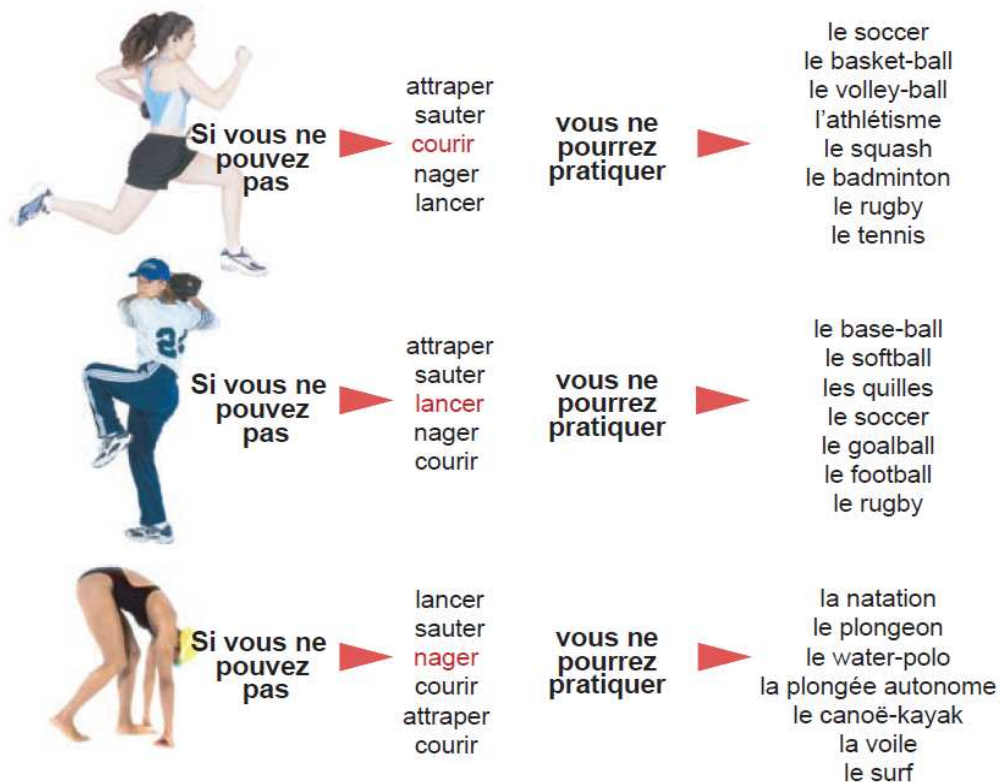 Si vous ne
pouvez
pas
attraper
sauter
courir
nager
lancer
vous ne
pourrez
pratiquer
le soccer
le basket-ball
le volley-ball
l'athlétisme
le squash
le badminton
le rugby
le tennis
Si vous ne
pouvez
pas
attraper
sauter
lancer
nager
courir
vous ne
pourrez
pratiquer
le base-ball
le softball
les quilles
le soccer
le goalball
le football
le rugby
Si vous ne
pouvez
pas
lancer
sauter
nager
courir
attraper
courir
vous ne
pourrez
pratiquer
la natation
le plongeon
le water-polo
la plongée autonome
le canoë-kayak
la voile
le surf